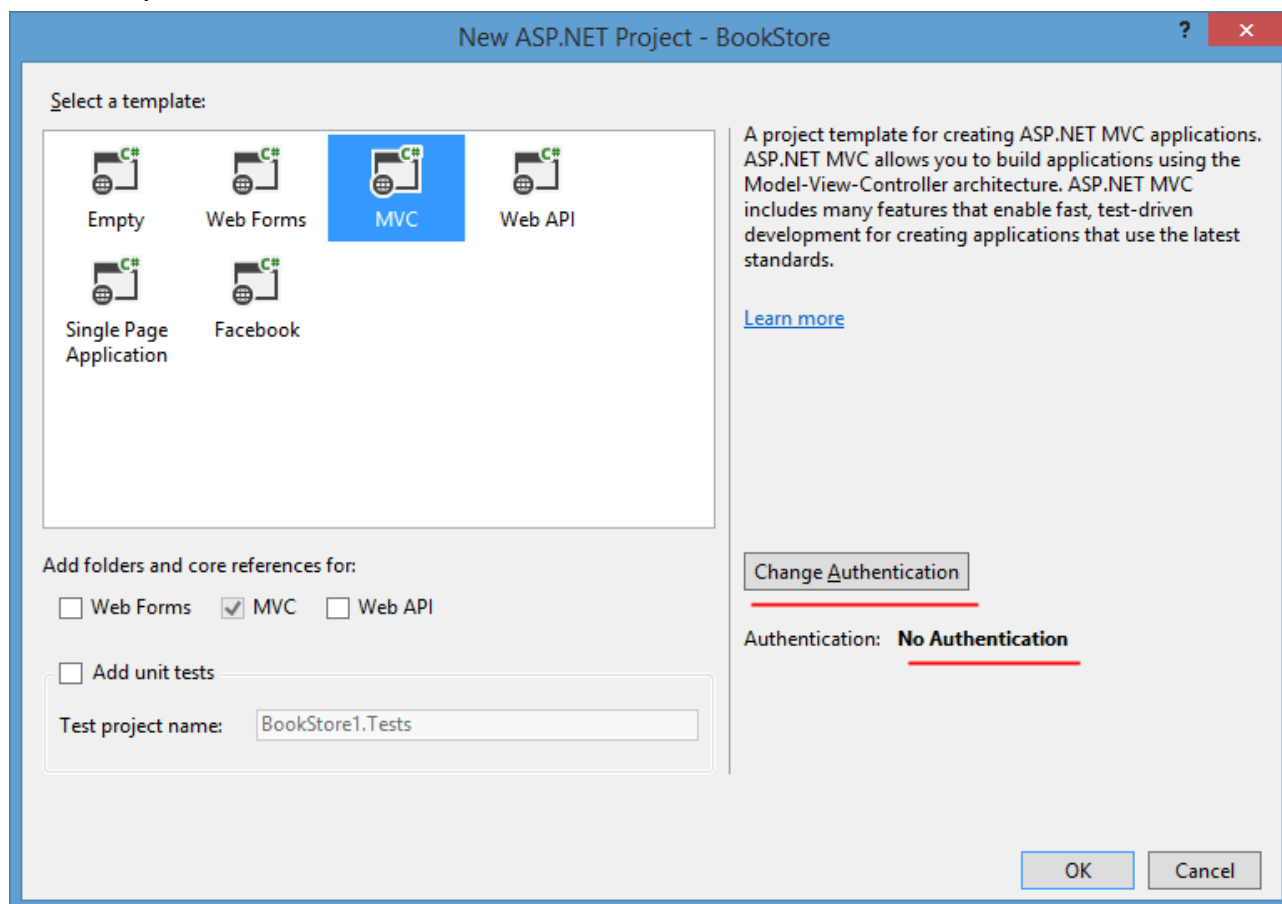 New ASP.NET Project - BookStore
?
Select a template:
C# C# C# C#
Empty Web Forms MVC Web API
C# C#
Single Page Facebook
Application
A project template for creating ASP.NET MVC applications.
ASP.NET MVC allows you to build applications using the
Model-View-Controller architecture. ASP.NET MVC
includes many features that enable fast, test-driven
development for creating applications that use the latest
standards.
Learn more
Add folders and core references for:
Web Forms MVC Web API
Add unit tests
Test project name: BookStore1.Tests
Change Authentication
Authentication: No Authentication
OK Cancel